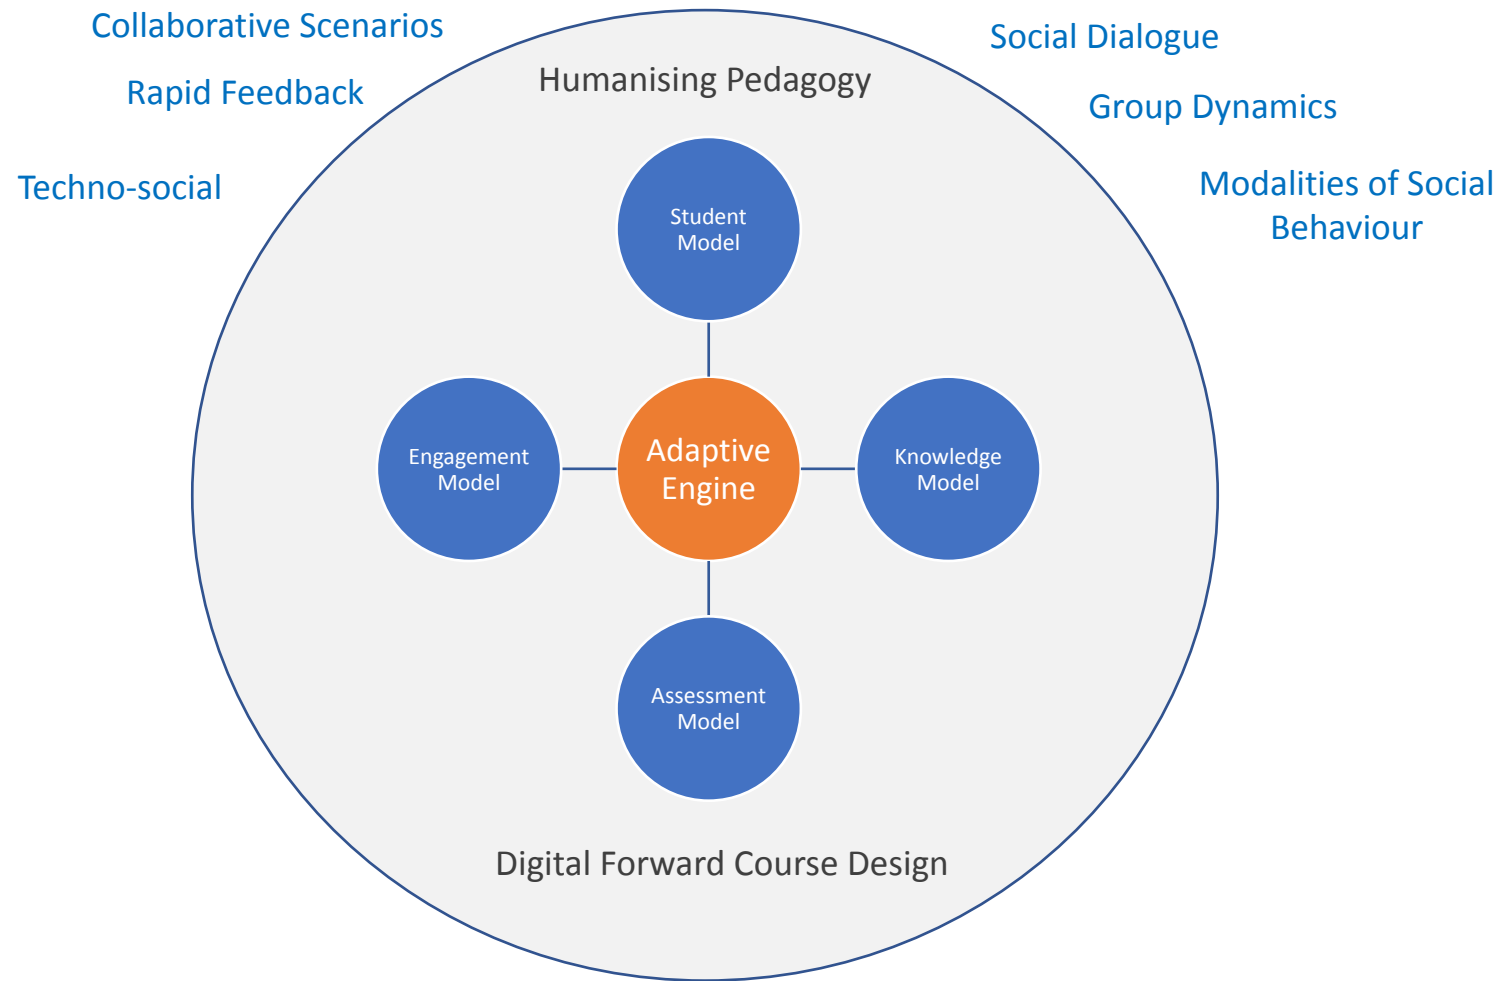 Collaborative Scenarios
Social Dialogue
Humanising Pedagogy
Rapid Feedback
Group Dynamics
Techno-social
Modalities of Social
Behaviour
Student
Model
Engagement
Model
Adaptive
Engine
Knowledge
Model
Assessment
Model
Digital Forward Course Design